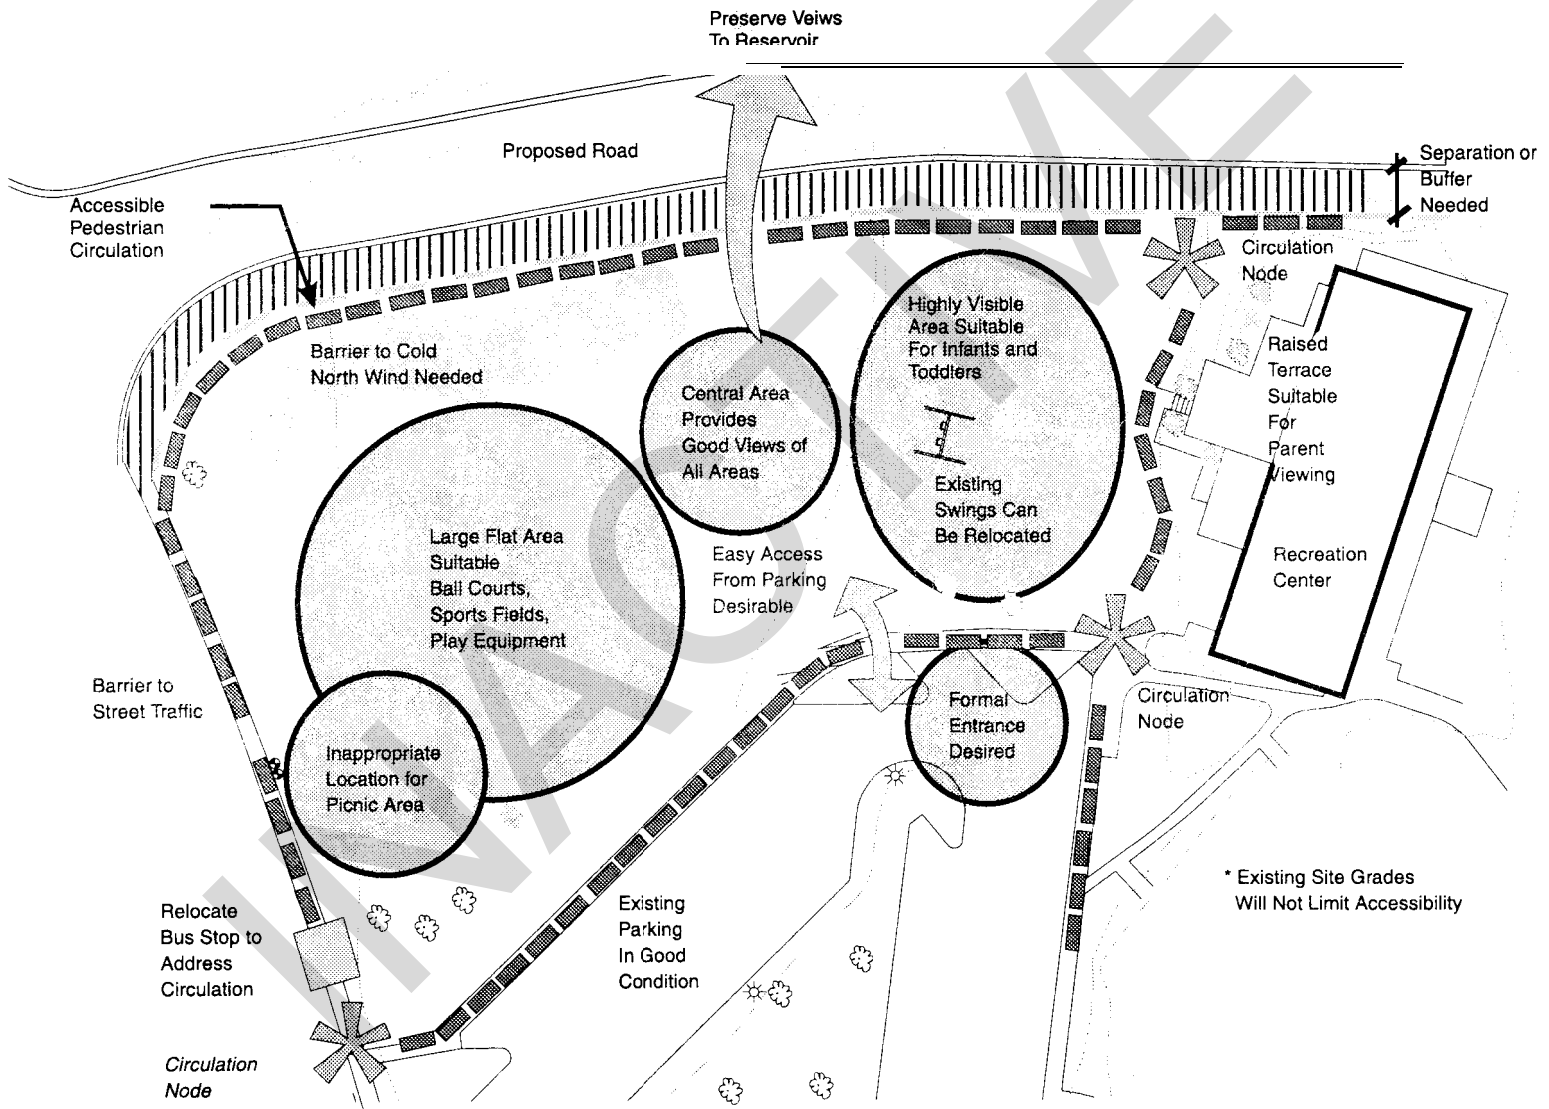 Preserve Veiws
To Reservoir
Proposed Road
Separation or
Buffer
Needed
Accessible
Pedestrian
Circulation
Circulation
Node
Highly Visible
Area Suitable
For Infants and
Toddlers
Raised
Terrace
Suitable
For
Parent
Viewing
Barrier to Cold
North Wind Needed
Central Area
Provides
Good Views of
All Areas
Existing
Swings Can
Be Relocated
Large Flat Area
Suitable
Ball Courts,
Sports Fields,
Play Equipment
Easy Access
From Parking
Desirable
Recreation
Center
Barrier to
Street Traffic
Circulation
Node
Formal
Entrance
Desired
Inappropriate
Location for
Picnic Area
* Existing Site Grades
Will Not Limit Accessibility
Relocate
Bus Stop to
Address
Circulation
Existing
Parking
In Good
Condition
Circulation
Node
INACTIVE